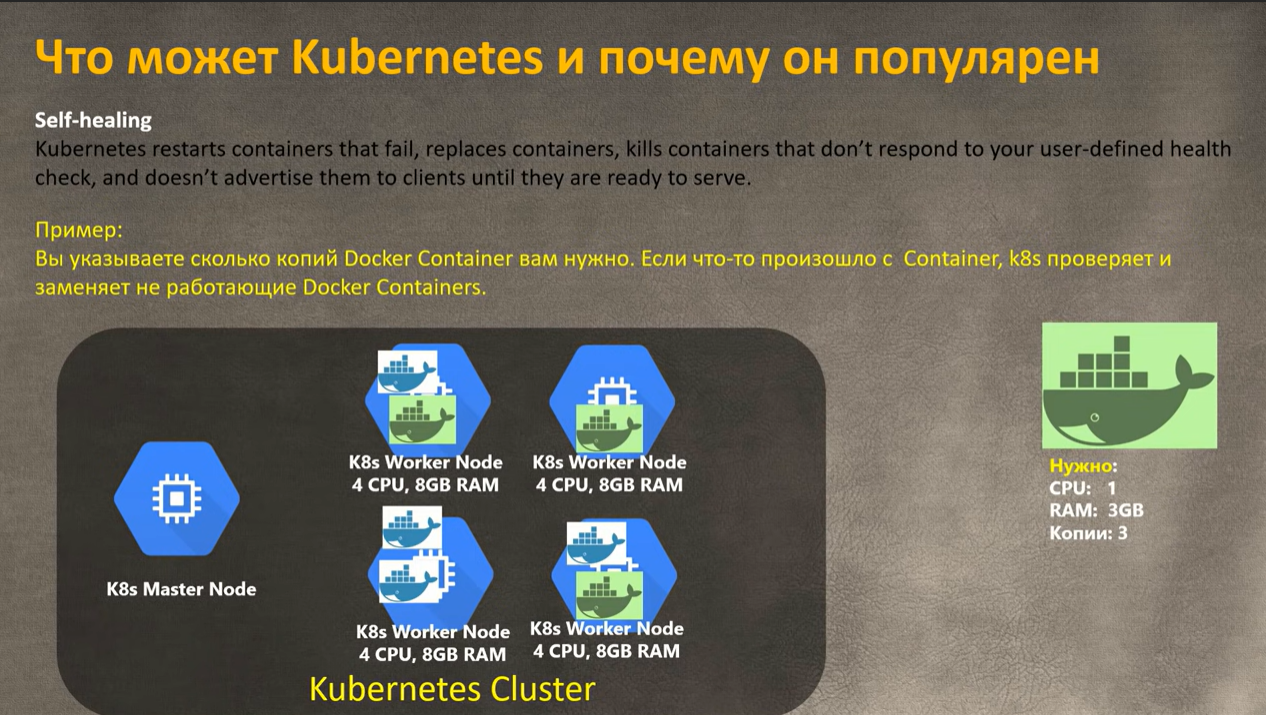 Что может Kubernetes и почему он популярен
Self-healing
Kubernetes restarts containers that fail, replaces containers, kills containers that don’t respond to your user-defined health
check, and doesn’t advertise them to clients until they are ready to serve.
Пример:
Вы указываете сколько копий Docker Container вам нужно. Если что-то произошло с  Container, k8s проверяет и
заменяет не работающие Docker Containers.
K8s Worker Node
4 CPU, 8GB RAM
K8s Worker Node
4 CPU, 8GB RAM
K8s Master Node
K8s Worker Node
4 CPU, 8GB RAM
K8s Worker Node
4 CPU, 8GB RAM
Kubernetes Cluster
Нужно:
CPU: 1
RAM: 3GB
Копии: 3